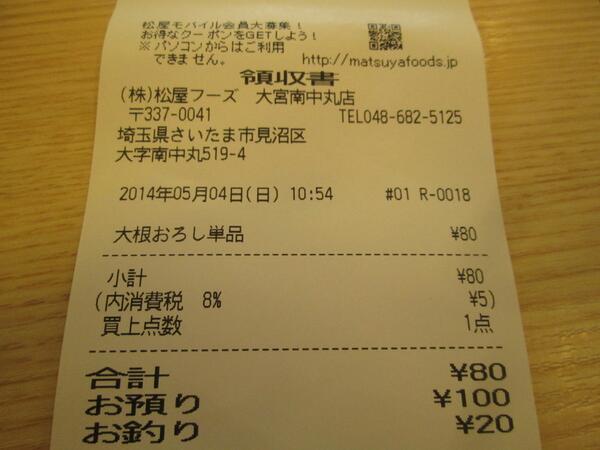 松屋モバイル会員大募集！
お得なクーポンをGETしよう！
※パソコンからはご利用
できません。
http://matsuyafoods.jp
領収書
(株)松屋フーズ 大宮南中丸店
〒337-0041 TEL048-682-5125
埼玉県さいたま市見沼区
大字南中丸519-4
2014年05月04日(日) 10:54 #01 R-0018
大根おろし単品 ¥80
小計 ¥80
(内消費税 8% ¥5)
買上点数 1点
合計 ¥80
お預り ¥100
お釣り ¥20